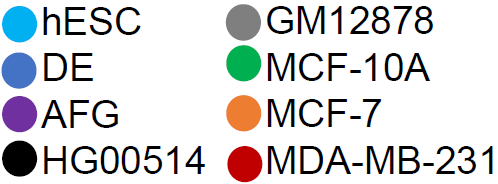 hESC
DE
AFG
HG00514
GM12878
MCF-10A
MCF-7
MDA-MB-231